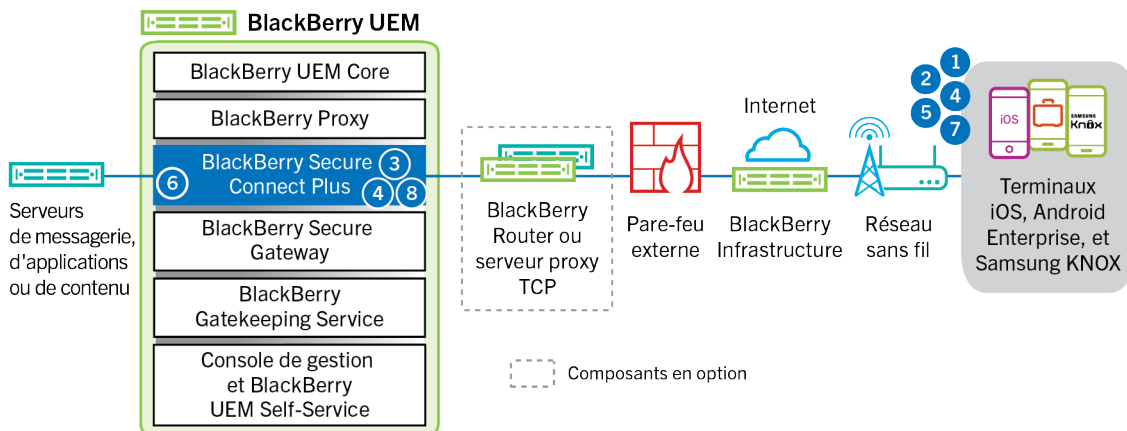 BlackBerry UEM
BlackBerry UEM Core
BlackBerry Proxy
BlackBerry Secure
Connect Plus
3
6
4
8
BlackBerry Secure
Gateway
BlackBerry
Gatekeeping Service
Console de gestion
et BlackBerry
UEM Self-Service
Serveurs
de messagerie,
d'applications
ou de contenu
BlackBerry
Router ou
serveur proxy
TCP
Composants en option
Pare-feu
externe
Internet
BlackBerry
Infrastructure
Réseau
sans fil
1
2
4
5
7
iOS
SAMSUNG
Knox
Terminaux
iOS, Android
Enterprise, et
Samsung KNOX